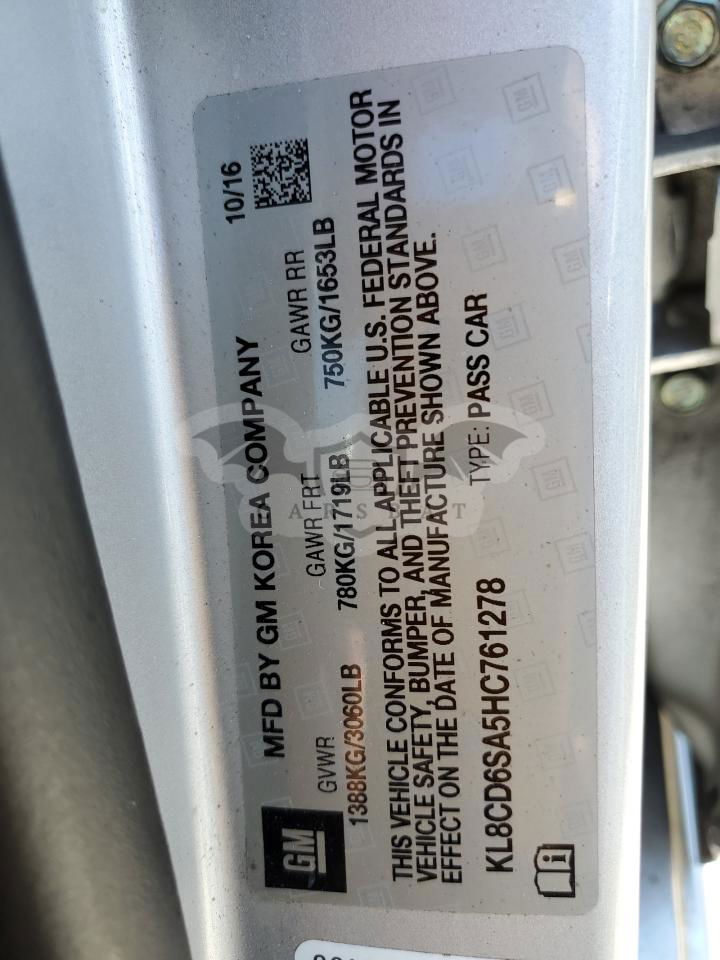 MFD BY GM KOREA COMPANY 10/16
GVWR GAWR FRT GAWR RR
1388KG/3060LB 780KG/1719LB 750KG/1653LB
GM
THIS VEHICLE CONFORMS TO ALL APPLICABLE U.S. FEDERAL MOTOR
VEHICLE SAFETY, BUMPER, AND THEFT PREVENTION STANDARDS IN
EFFECT ON THE DATE OF MANUFACTURE SHOWN ABOVE.
KL8CD6SA5HC761278 TYPE: PASS CAR